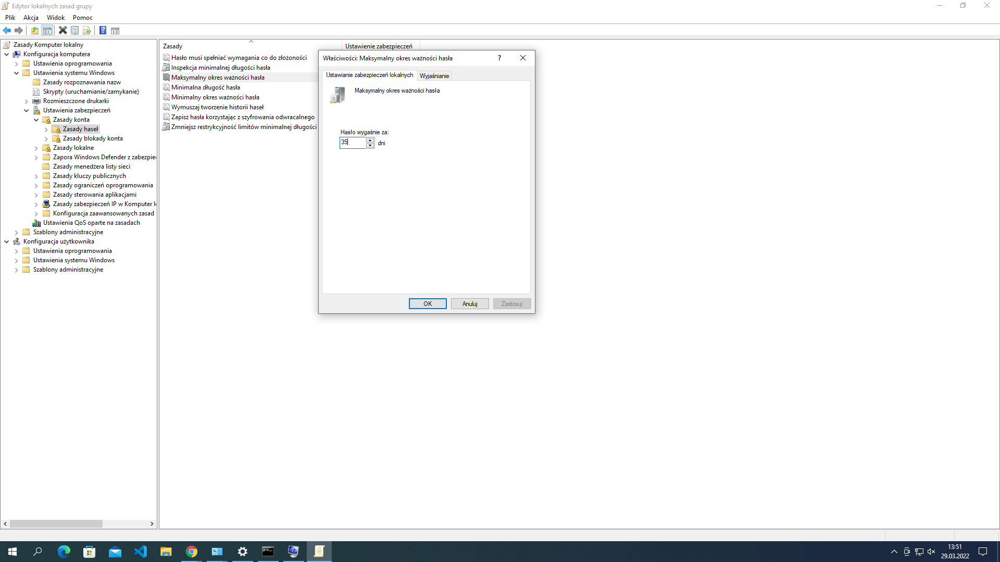 Edytor lokalnych zasad grupy
Plik Akcja Widok Pomoc
Zasady Komputer lokalny
Konfiguracja komputera
Ustawienia oprogramowania
Ustawienia systemu Windows
Zasady rozpoznawania nazw
Skrypty (uruchamianie/zamykanie)
Rozmieszczone drukarki
Ustawienia zabezpieczeń
Zasady konta
Zasady haseł
Zasady blokady konta
Zasady lokalne
Zapora Windows Defender z zabezpie
Zasady menedżera listy sieci
Zasady kluczy publicznych
Zasady ograniczeń oprogramowania
Zasady sterowania aplikacjami
Zasady zabezpieczeń IP w Komputer l
Konfiguracja zaawansowanych zasad
Ustawienia QoS oparte na zasadach
Szablony administracyjne
Konfiguracja użytkownika
Ustawienia oprogramowania
Ustawienia systemu Windows
Szablony administracyjne
Zasady Ustawienie zabezpieczeń
Hasło musi spełniać wymagania co do złożoności
Inspekcja minimalnej długości hasła
Maksymalny okres ważności hasła
Minimalna długość hasła
Minimalny okres ważności hasła
Wymuszaj tworzenie historii haseł
Zapisz hasła korzystając z szyfrowania odwracalnego
Zmniejsz restrykcyjność limitów minimalnej długości
Właściwości: Maksymalny okres ważności hasła ?
Ustawianie zabezpieczeń lokalnych Wyjaśnianie
Maksymalny okres ważności hasła
Hasło wygaśnie za:
35 dni
OK Anuluj Zastosuj
13:51
29.03.2022